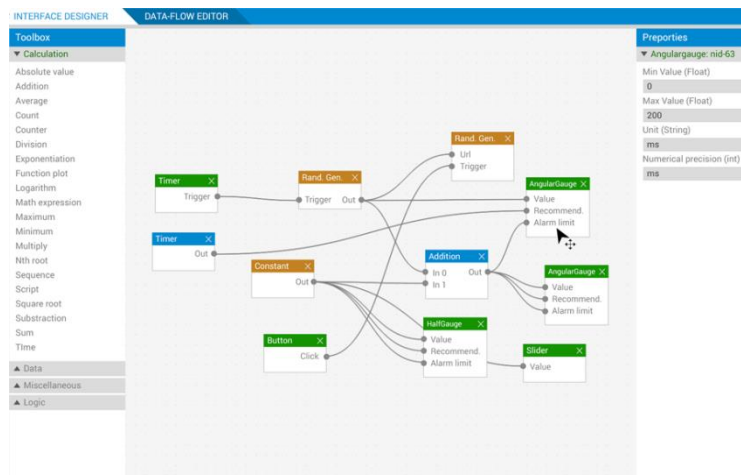 INTERFACE DESIGNER
DATA-FLOW EDITOR
Toolbox
Calculation
Absolute value
Addition
Average
Count
Counter
Division
Exponentiation
Function plot
Logarithm
Math expression
Maximum
Minimum
Multiply
Nth root
Sequence
Script
Square root
Substraction
Sum
TIme
Data
Miscellaneous
Logic
Timer
Trigger
Timer
Out
Rand. Gen.
Trigger Out
Constant
Out
Button
Click
Rand. Gen.
Url
Trigger
Addition
In 0 Out
In 1
HalfGauge
Value
Recommend.
Alarm limit
AngularGauge
Value
Recommend.
Alarm limit
AngularGauge
Value
Recommend.
Alarm limit
Slider
Value
Preporties
Angulargauge: nid-63
Min Value (Float)
0
Max Value (Float)
200
Unit (String)
ms
Numerical precision (int)
ms